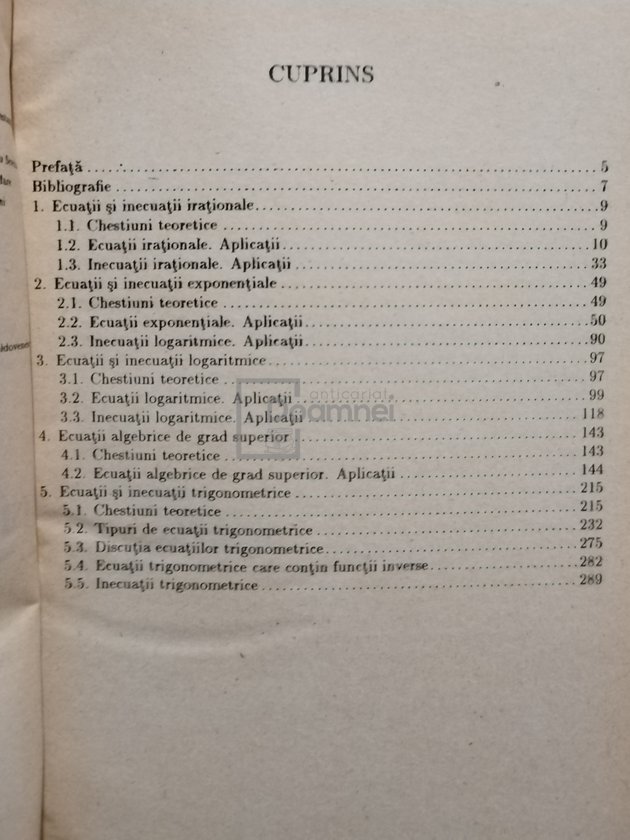 CUPRINS
Prefaţă 5
Bibliografie 7
1. Ecuaţii şi inecuaţii iraţionale 9
1.1. Chestiuni teoretice 9
1.2. Ecuaţii iraţionale. Aplicaţii 10
1.3. Inecuaţii iraţionale. Aplicaţii 33
2. Ecuaţii şi inecuaţii exponenţiale 49
2.1. Chestiuni teoretice 49
2.2. Ecuaţii exponenţiale. Aplicaţii 50
2.3. Inecuaţii logaritmice. Aplicaţii 90
3. Ecuaţii şi inecuaţii logaritmice 97
3.1. Chestiuni teoretice 97
3.2. Ecuaţii logaritmice. Aplicaţii 99
anticariat
Doamnei
3.3. Inecuaţii logaritmice. Aplicaţii 118
4. Ecuaţii algebrice de grad superior 143
4.1. Chestiuni teoretice 143
4.2. Ecuaţii algebrice de grad superior. Aplicaţii 144
5. Ecuaţii şi inecuaţii trigonometrice 215
5.1. Chestiuni teoretice 215
5.2. Tipuri de ecuaţii trigonometrice 232
5.3. Discuţia ecuaţiilor trigonometrice 275
5.4. Ecuaţii trigonometrice care conţin funcţii inverse 282
5.5. Inecuaţii trigonometrice 289